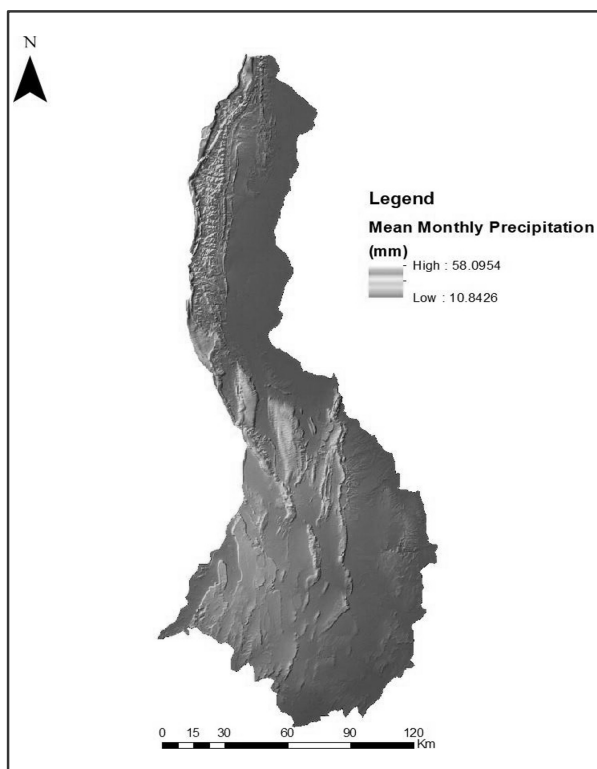 N
Legend
Mean Monthly Precipitation
(mm)
High : 58.0954
Low : 10.8426
0 15 30 60 90 120
Km